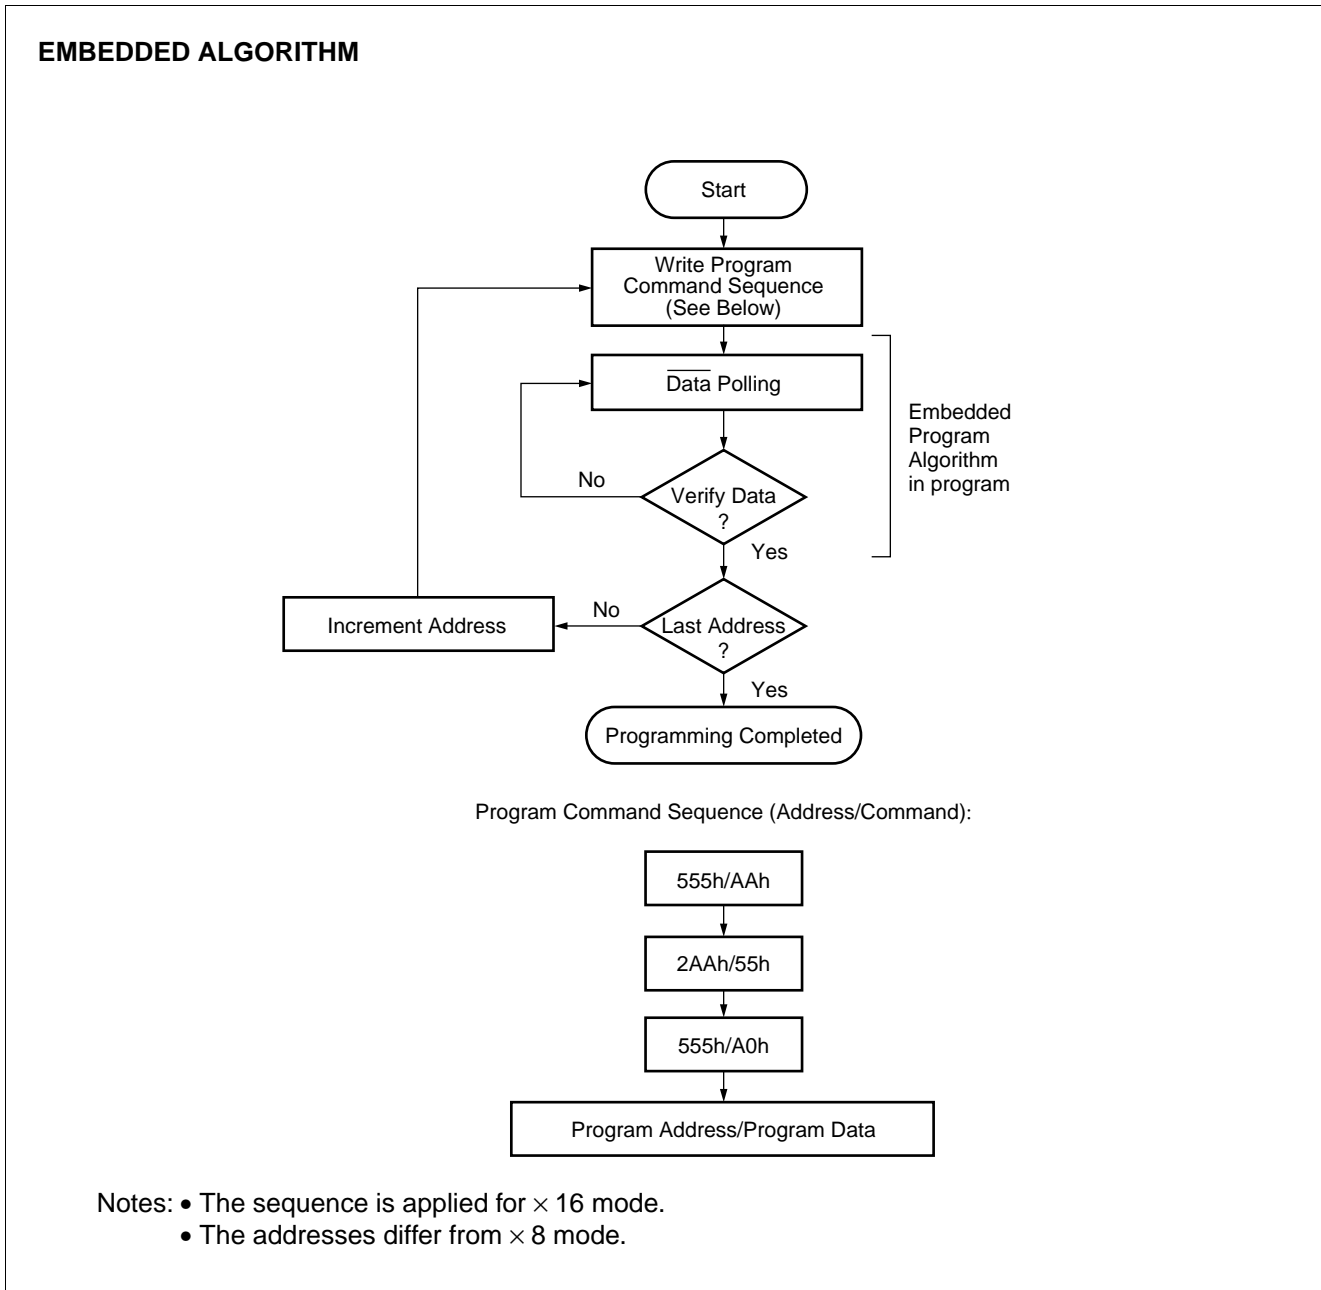 EMBEDDED ALGORITHM
Start
Write Program
Command Sequence
(See Below)
Data Polling
Embedded
Program
Algorithm
in program
No
Verify Data
?
Yes
Increment Address
No
Last Address
?
Yes
Programming Completed
Program Command Sequence (Address/Command):
555h/AAh
2AAh/55h
555h/A0h
Program Address/Program Data
Notes: • The sequence is applied for × 16 mode.
• The addresses differ from × 8 mode.